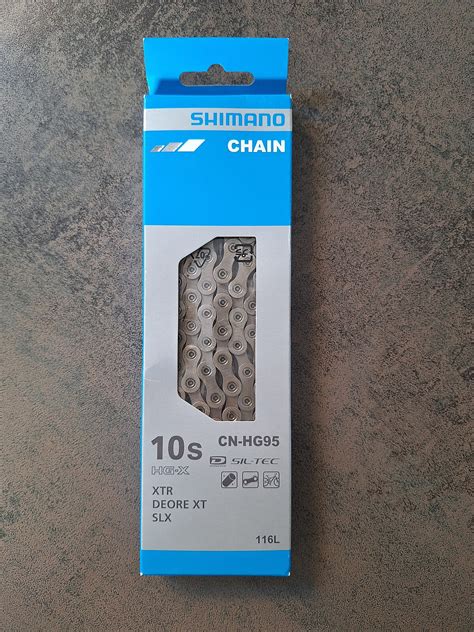 SHIMANO
CHAIN
10s
CN-HG95
HG-X
SIL-TEC
XTR
DEORE XT
SLX
116L